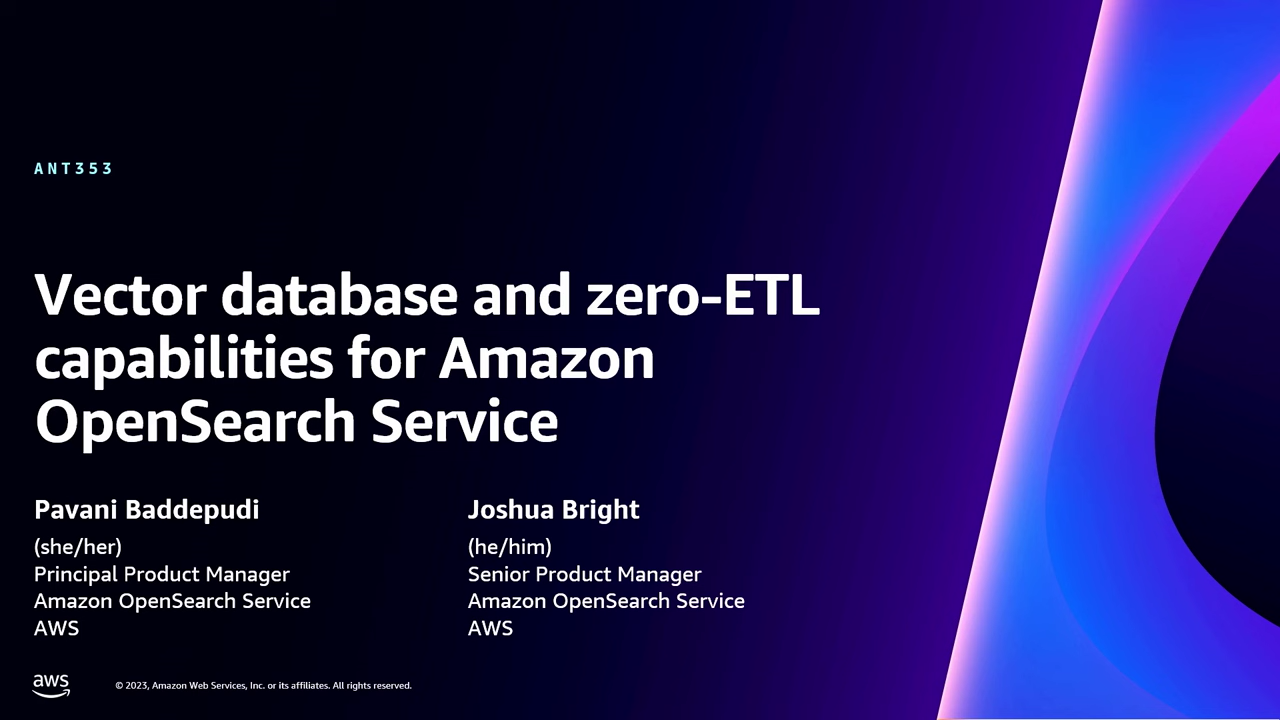 ANT353
Vector database and zero-ETL
capabilities for Amazon
OpenSearch Service
Pavani Baddepudi
(she/her)
Principal Product Manager
Amazon OpenSearch Service
AWS
Joshua Bright
(he/him)
Senior Product Manager
Amazon OpenSearch Service
AWS
aws
© 2023, Amazon Web Services, Inc. or its affiliates. All rights reserved.